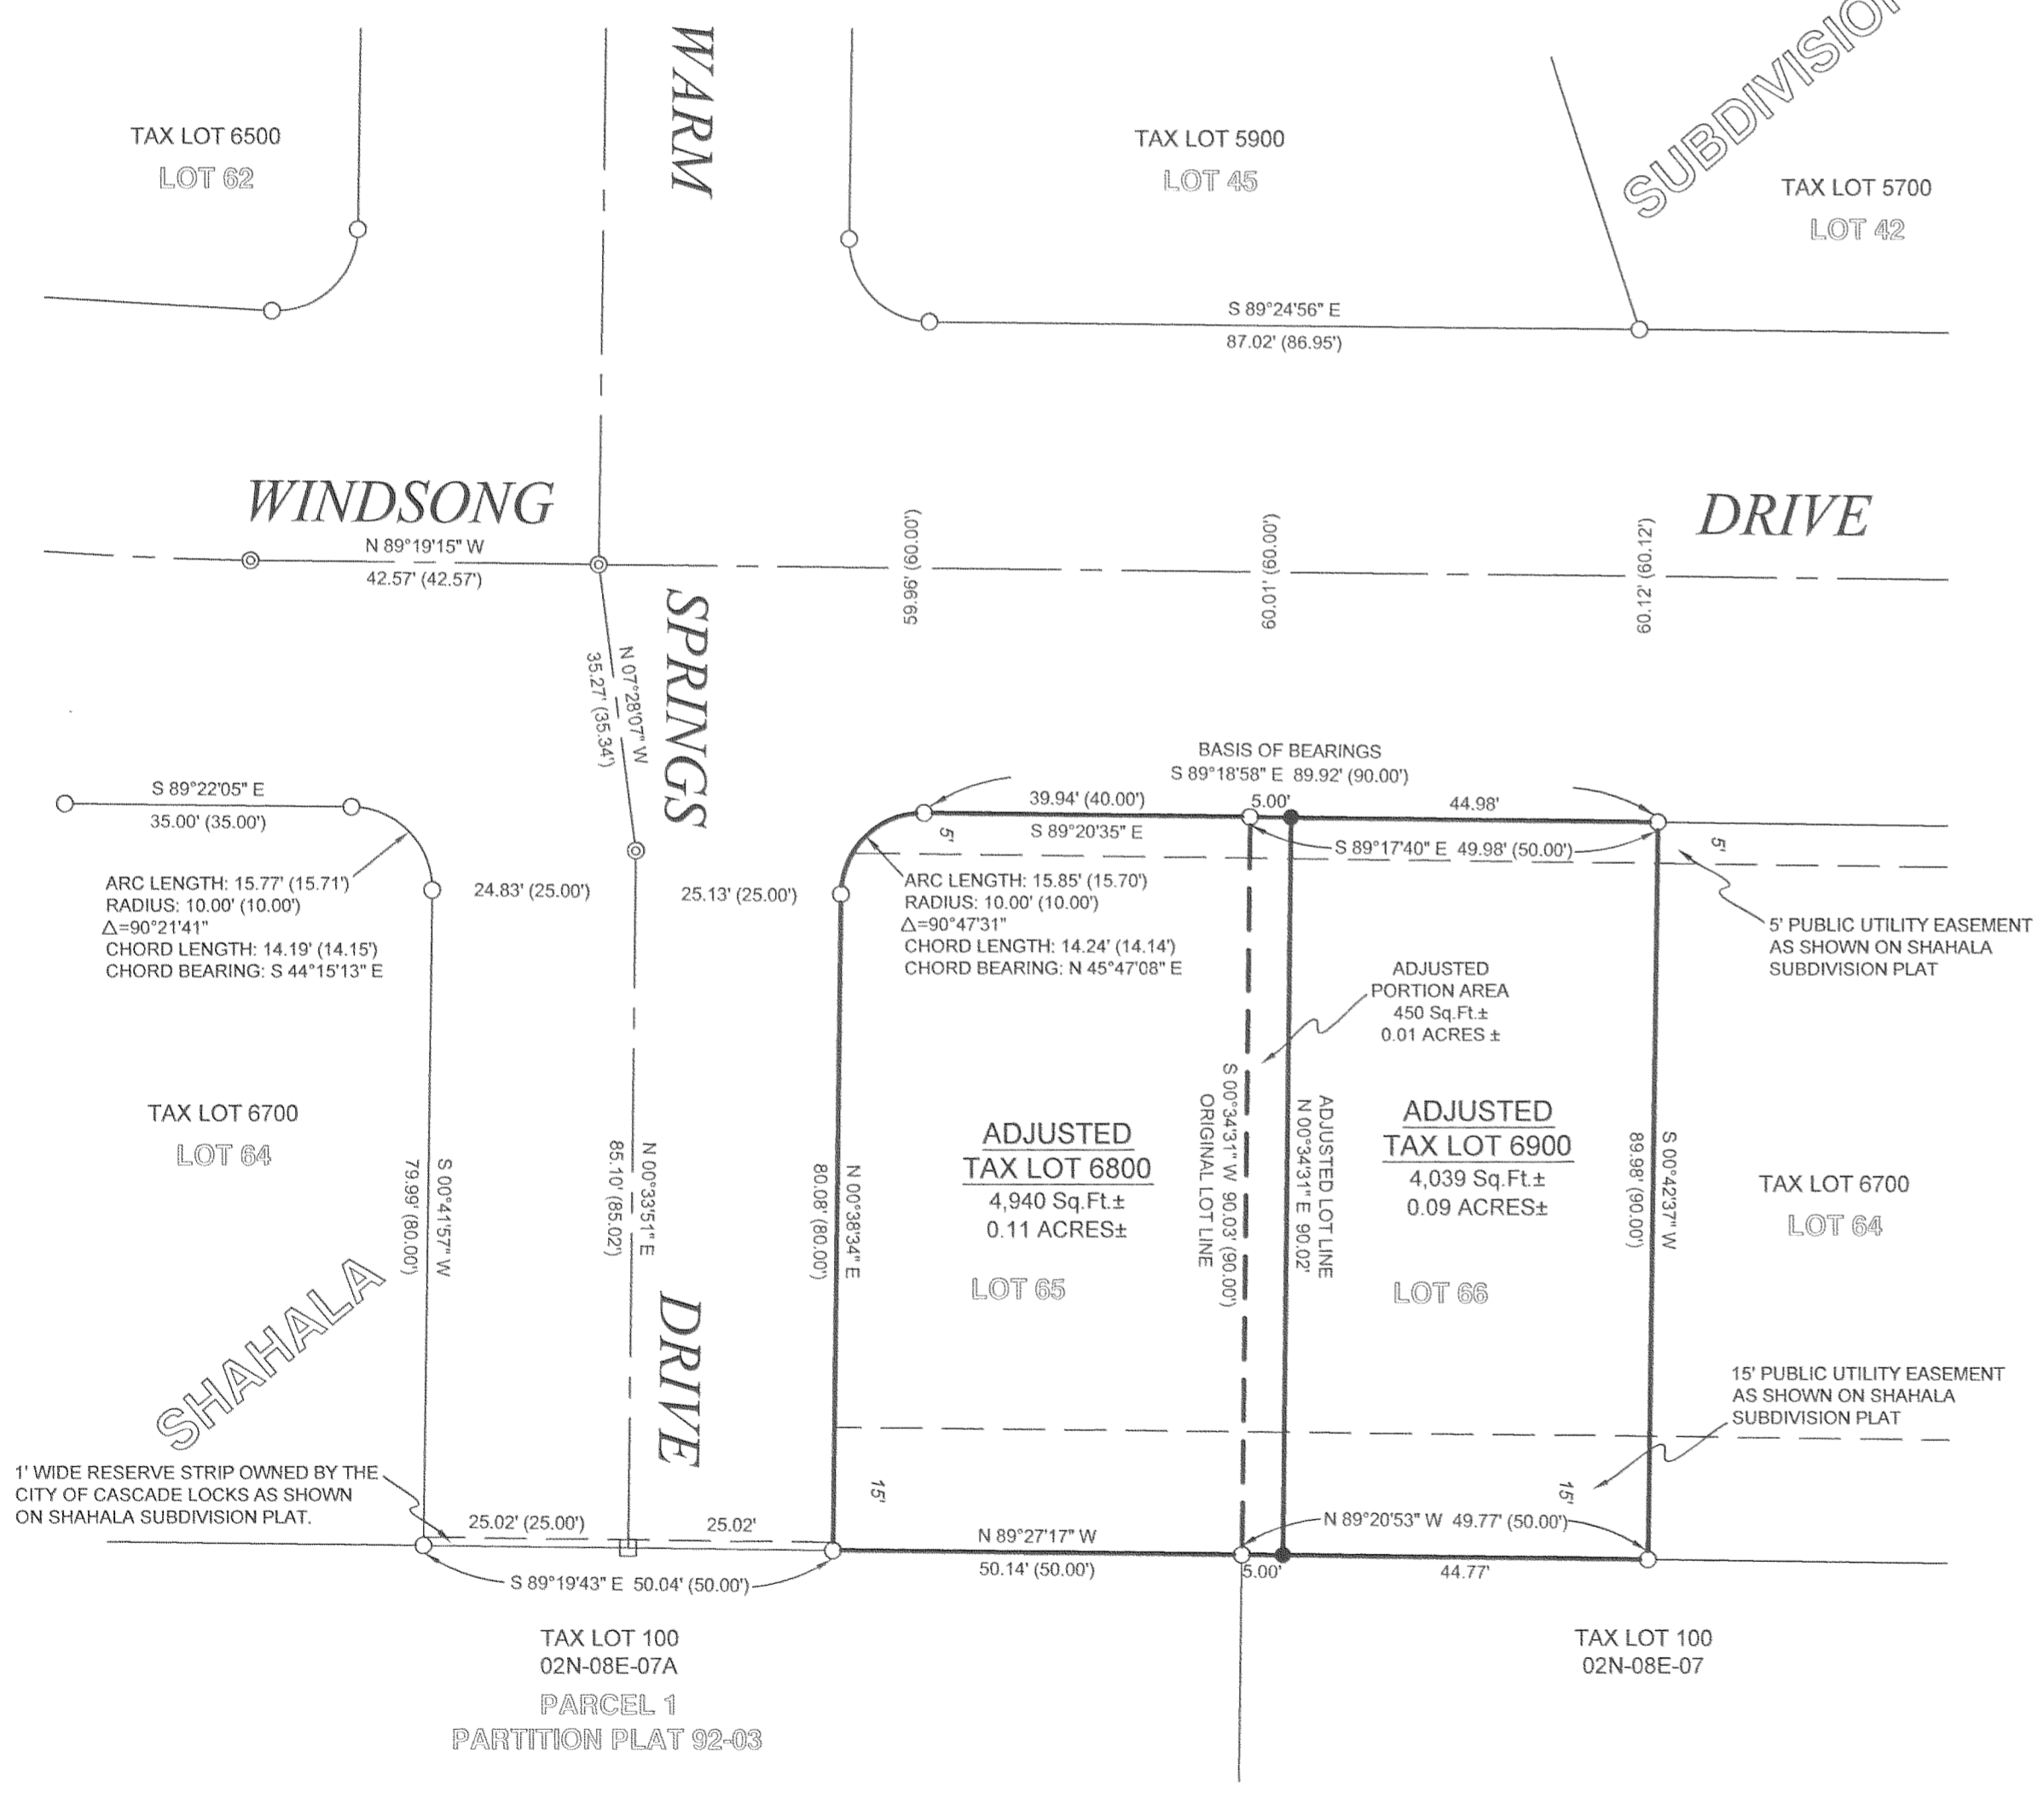 WARM
SUBDIVISION
TAX LOT 6500
LOT 62
TAX LOT 5900
LOT 45
TAX LOT 5700
LOT 42
S 89°24'56" E
87.02' (86.95')
WINDSONG
DRIVE
N 89°19'15" W
42.57' (42.57')
59.96' (60.00')
60.01' (60.00')
60.12' (60.12')
SPRINGS
N 07°28'07" W
35.27' (35.34')
BASIS OF BEARINGS
S 89°18'58" E 89.92' (90.00')
S 89°22'05" E
35.00' (35.00')
39.94' (40.00')
5.00'
44.98'
5'
S 89°20'35" E
S 89°17'40" E 49.98' (50.00')
5'
ARC LENGTH: 15.77' (15.71')
RADIUS: 10.00' (10.00')
Δ=90°21'41"
CHORD LENGTH: 14.19' (14.15')
CHORD BEARING: S 44°15'13" E
24.83' (25.00')
25.13' (25.00')
ARC LENGTH: 15.85' (15.70')
RADIUS: 10.00' (10.00')
Δ=90°47'31"
CHORD LENGTH: 14.24' (14.14')
CHORD BEARING: N 45°47'08" E
5' PUBLIC UTILITY EASEMENT
AS SHOWN ON SHAHALA
SUBDIVISION PLAT
ADJUSTED
PORTION AREA
450 Sq.Ft.±
0.01 ACRES ±
TAX LOT 6700
LOT 64
S 00°41'57" W
79.99' (80.00')
N 00°33'51" E
85.10' (85.02')
N 00°38'34" E
80.08' (80.00')
ADJUSTED
TAX LOT 6800
4,940 Sq.Ft.±
0.11 ACRES±
LOT 65
S 00°34'31" W 90.03' (90.00')
ORIGINAL LOT LINE
ADJUSTED LOT LINE
N 00°34'31" E 90.02'
ADJUSTED
TAX LOT 6900
4,039 Sq.Ft.±
0.09 ACRES±
LOT 66
S 00°42'37" W
89.98' (90.00')
TAX LOT 6700
LOT 64
SHAHALA
DRIVE
15' PUBLIC UTILITY EASEMENT
AS SHOWN ON SHAHALA
SUBDIVISION PLAT
1' WIDE RESERVE STRIP OWNED BY THE
CITY OF CASCADE LOCKS AS SHOWN
ON SHAHALA SUBDIVISION PLAT.
15'
15'
25.02' (25.00')
25.02'
N 89°27'17" W
50.14' (50.00')
N 89°20'53" W 49.77' (50.00')
5.00'
44.77'
S 89°19'43" E 50.04' (50.00')
TAX LOT 100
02N-08E-07A
PARCEL 1
PARTITION PLAT 92-03
TAX LOT 100
02N-08E-07